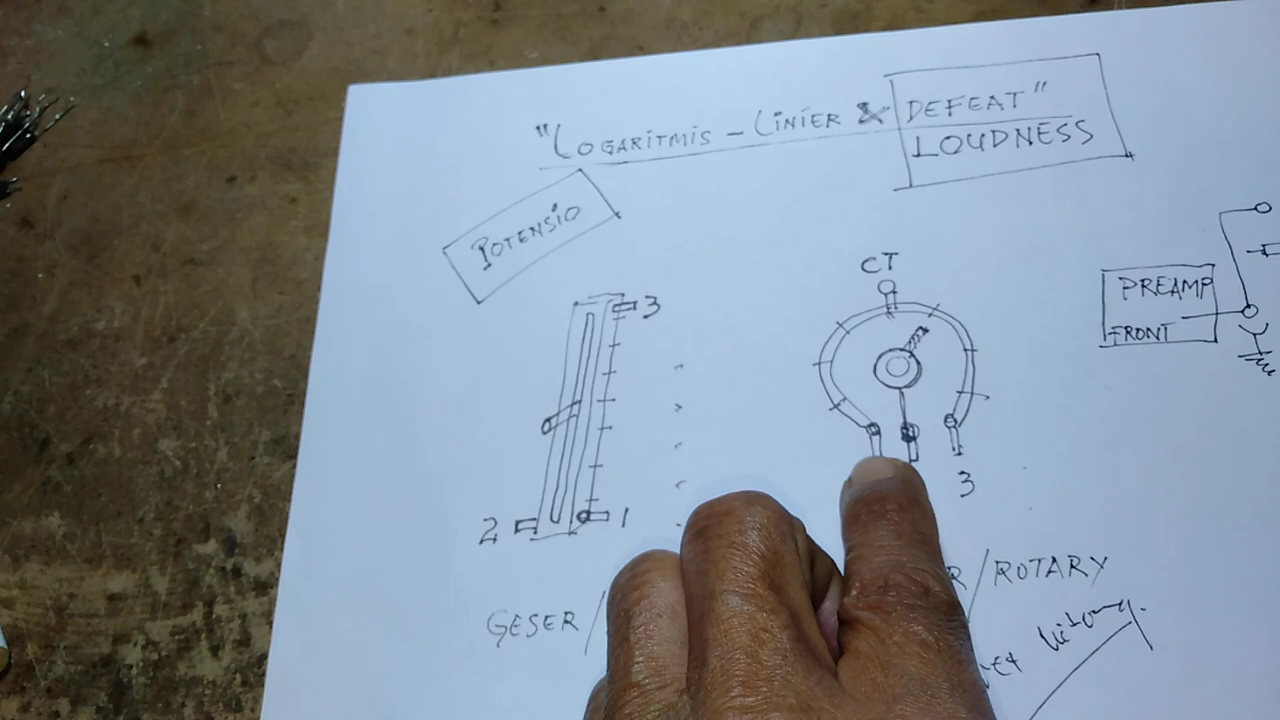 "LOGARITMIS - LINIER & DEFEAT"
LOUDNESS
POTENSIO
3
2
1
GESER /
CT
3
R/ROTARY
PREAMP
FRONT